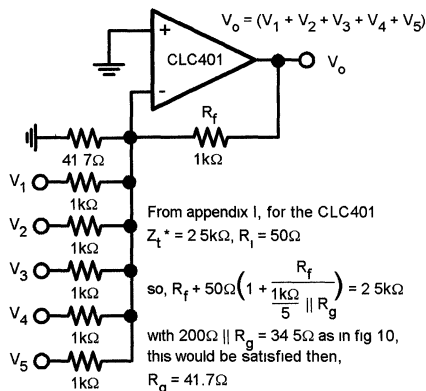 V₀ = (V₁ + V₂ + V₃ + V₄ + V₅)
+
CLC401
V₀
-
R_f
1kΩ
41 7Ω
V₁
1kΩ
V₂
1kΩ
V₃
1kΩ
V₄
1kΩ
V₅
1kΩ
From appendix I, for the CLC401
Z_t* = 2 5kΩ, R_I = 50Ω
so, R_f + 50Ω(1 + R_f / (1kΩ/5 || R_g)) = 2 5kΩ
with 200Ω || R_g = 34 5Ω as in fig 10,
this would be satisfied then,
R_g = 41.7Ω